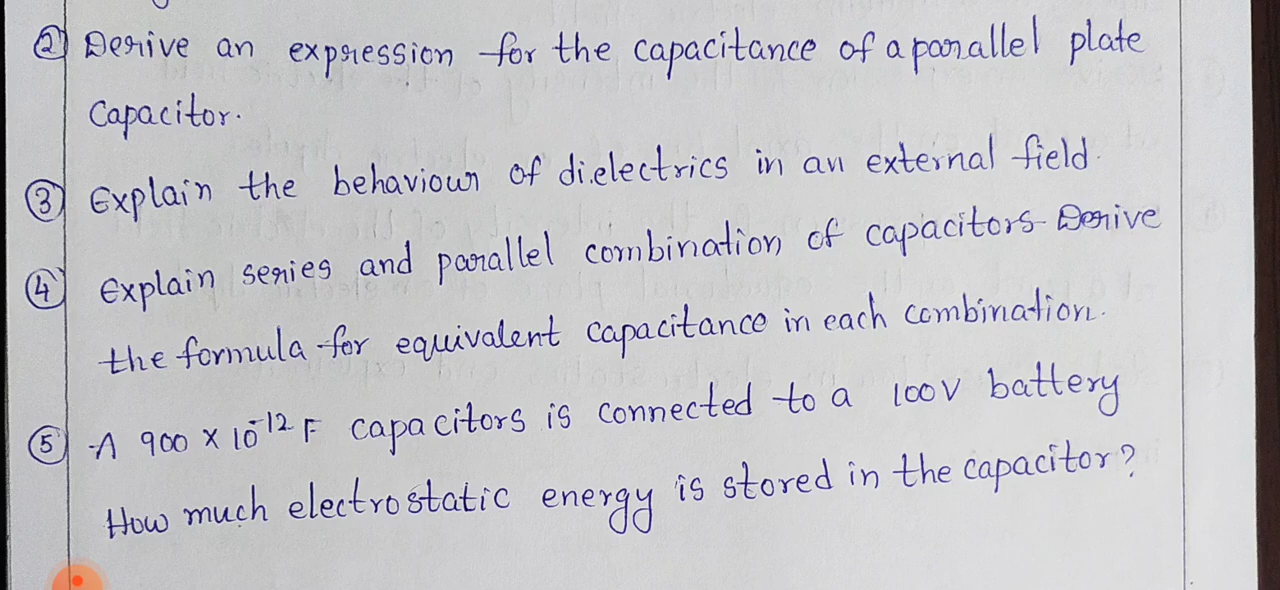 ② Derive an expression for the capacitance of a parallel plate
Capacitor.
③ Explain the behaviour of dielectrics in an external field.
④ Explain series and parallel combination of capacitors. Derive
the formula for equivalent capacitance in each combination.
⑤ A 900 × 10⁻¹² F capacitors is connected to a 100V battery
How much electrostatic energy is stored in the capacitor?